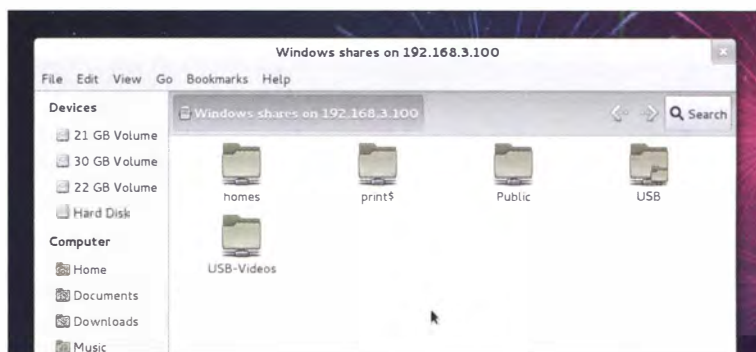 Windows shares on 192.168.3.100
File Edit View Go Bookmarks Help
Devices
21 GB Volume
30 GB Volume
22 GB Volume
Hard Disk
Computer
Home
Documents
Downloads
Music
Windows shares on 192.168.3.100
Search
homes
print$
Public
USB
USB-Videos